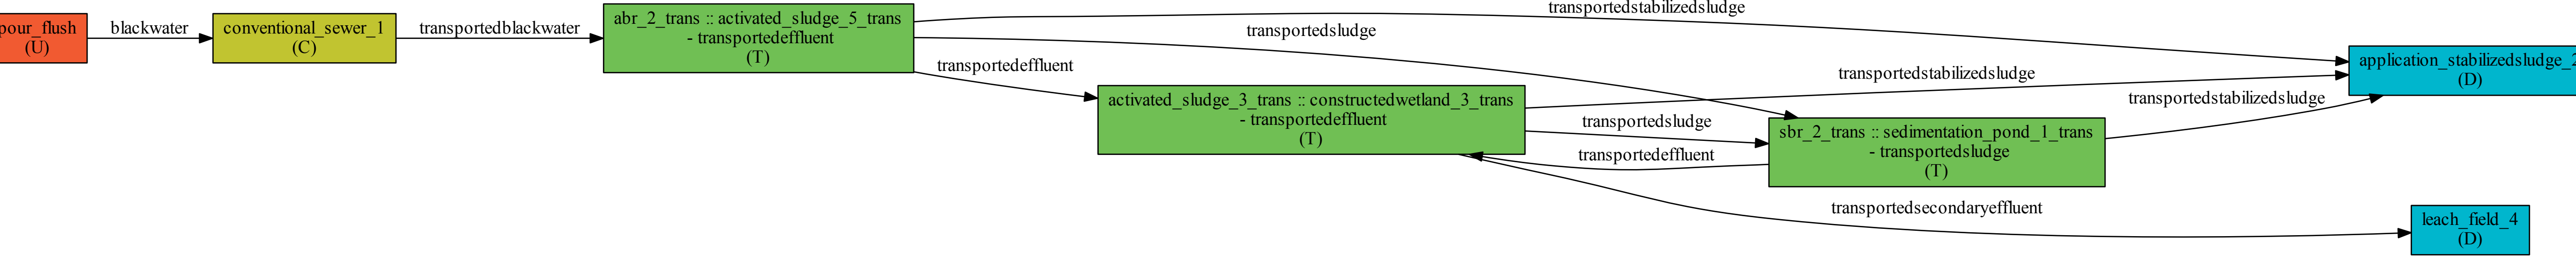 pour_flush
(U)
blackwater
conventional_sewer_1
(C)
transportedblackwater
abr_2_trans :: activated_sludge_5_trans
- transportedeffluent
(T)
transportedstabilizedsludge
transportedsludge
transportedeffluent
activated_sludge_3_trans :: constructedwetland_3_trans
- transportedeffluent
(T)
transportedstabilizedsludge
transportedsludge
transportedeffluent
sbr_2_trans :: sedimentation_pond_1_trans
- transportedsludge
(T)
transportedstabilizedsludge
application_stabilizedsludge_2
(D)
transportedsecondaryeffluent
leach_field_4
(D)